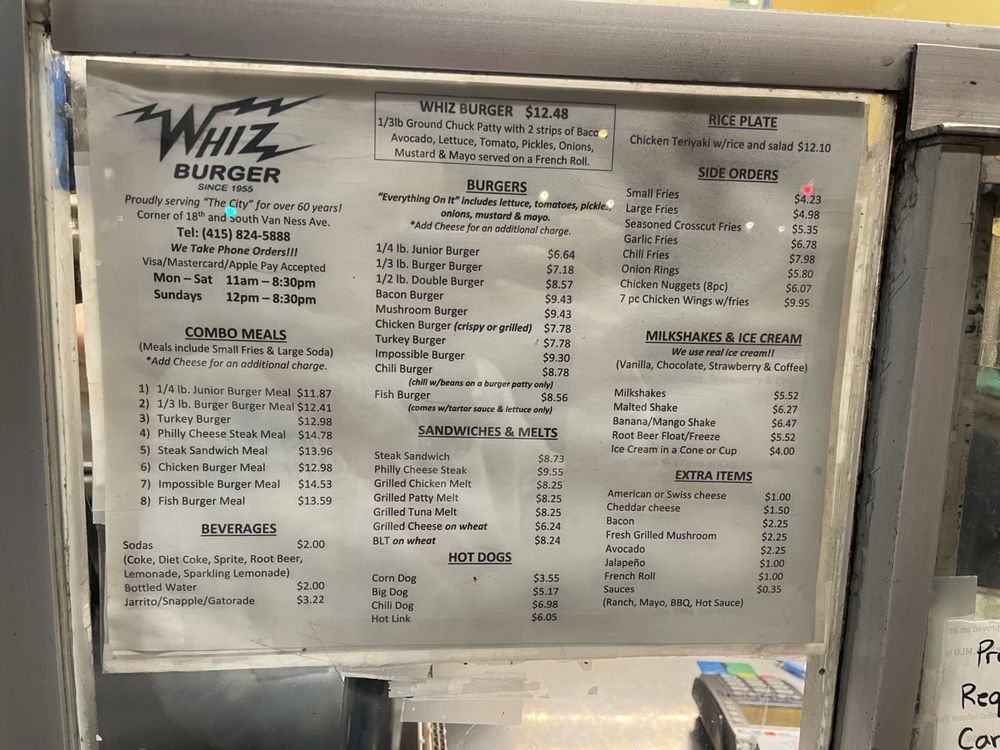 WHIZ
BURGER
SINCE 1955
Proudly serving "The City" for over 60 years!
Corner of 18th and South Van Ness Ave.
Tel: (415) 824-5888
We Take Phone Orders!!!
Visa/Mastercard/Apple Pay Accepted
Mon – Sat 11am – 8:30pm
Sundays 12pm – 8:30pm
COMBO MEALS
(Meals include Small Fries & Large Soda)
*Add Cheese for an additional charge.
1) 1/4 lb. Junior Burger Meal $11.87
2) 1/3 lb. Burger Burger Meal $12.41
3) Turkey Burger $12.98
4) Philly Cheese Steak Meal $14.78
5) Steak Sandwich Meal $13.96
6) Chicken Burger Meal $12.98
7) Impossible Burger Meal $14.53
8) Fish Burger Meal $13.59
BEVERAGES
Sodas $2.00
(Coke, Diet Coke, Sprite, Root Beer,
Lemonade, Sparkling Lemonade)
Bottled Water $2.00
Jarrito/Snapple/Gatorade $3.22
WHIZ BURGER $12.48
1/3lb Ground Chuck Patty with 2 strips of Bacon
Avocado, Lettuce, Tomato, Pickles, Onions,
Mustard & Mayo served on a French Roll.
BURGERS
"Everything On It" includes lettuce, tomatoes, pickles,
onions, mustard & mayo.
*Add Cheese for an additional charge.
1/4 lb. Junior Burger $6.64
1/3 lb. Burger Burger $7.18
1/2 lb. Double Burger $8.57
Bacon Burger $9.43
Mushroom Burger $9.43
Chicken Burger (crispy or grilled) $7.78
Turkey Burger $7.78
Impossible Burger $9.30
Chili Burger $8.78
(chili w/beans on a burger patty only)
Fish Burger $8.56
(comes w/tartar sauce & lettuce only)
SANDWICHES & MELTS
Steak Sandwich $8.73
Philly Cheese Steak $9.55
Grilled Chicken Melt $8.25
Grilled Patty Melt $8.25
Grilled Tuna Melt $8.25
Grilled Cheese on wheat $6.24
BLT on wheat $8.24
HOT DOGS
Corn Dog $3.55
Big Dog $5.17
Chili Dog $6.98
Hot Link $6.05
RICE PLATE
Chicken Teriyaki w/rice and salad $12.10
SIDE ORDERS
Small Fries $4.23
Large Fries $4.98
Seasoned Crosscut Fries $5.35
Garlic Fries $6.78
Chili Fries $7.98
Onion Rings $5.80
Chicken Nuggets (8pc) $6.07
7 pc Chicken Wings w/fries $9.95
MILKSHAKES & ICE CREAM
We use real ice cream!!
(Vanilla, Chocolate, Strawberry & Coffee)
Milkshakes $5.52
Malted Shake $6.27
Banana/Mango Shake $6.47
Root Beer Float/Freeze $5.52
Ice Cream in a Cone or Cup $4.00
EXTRA ITEMS
American or Swiss cheese $1.00
Cheddar cheese $1.50
Bacon $2.25
Fresh Grilled Mushroom $2.25
Avocado $2.25
Jalapeño $1.00
French Roll $1.00
Sauces $0.35
(Ranch, Mayo, BBQ, Hot Sauce)